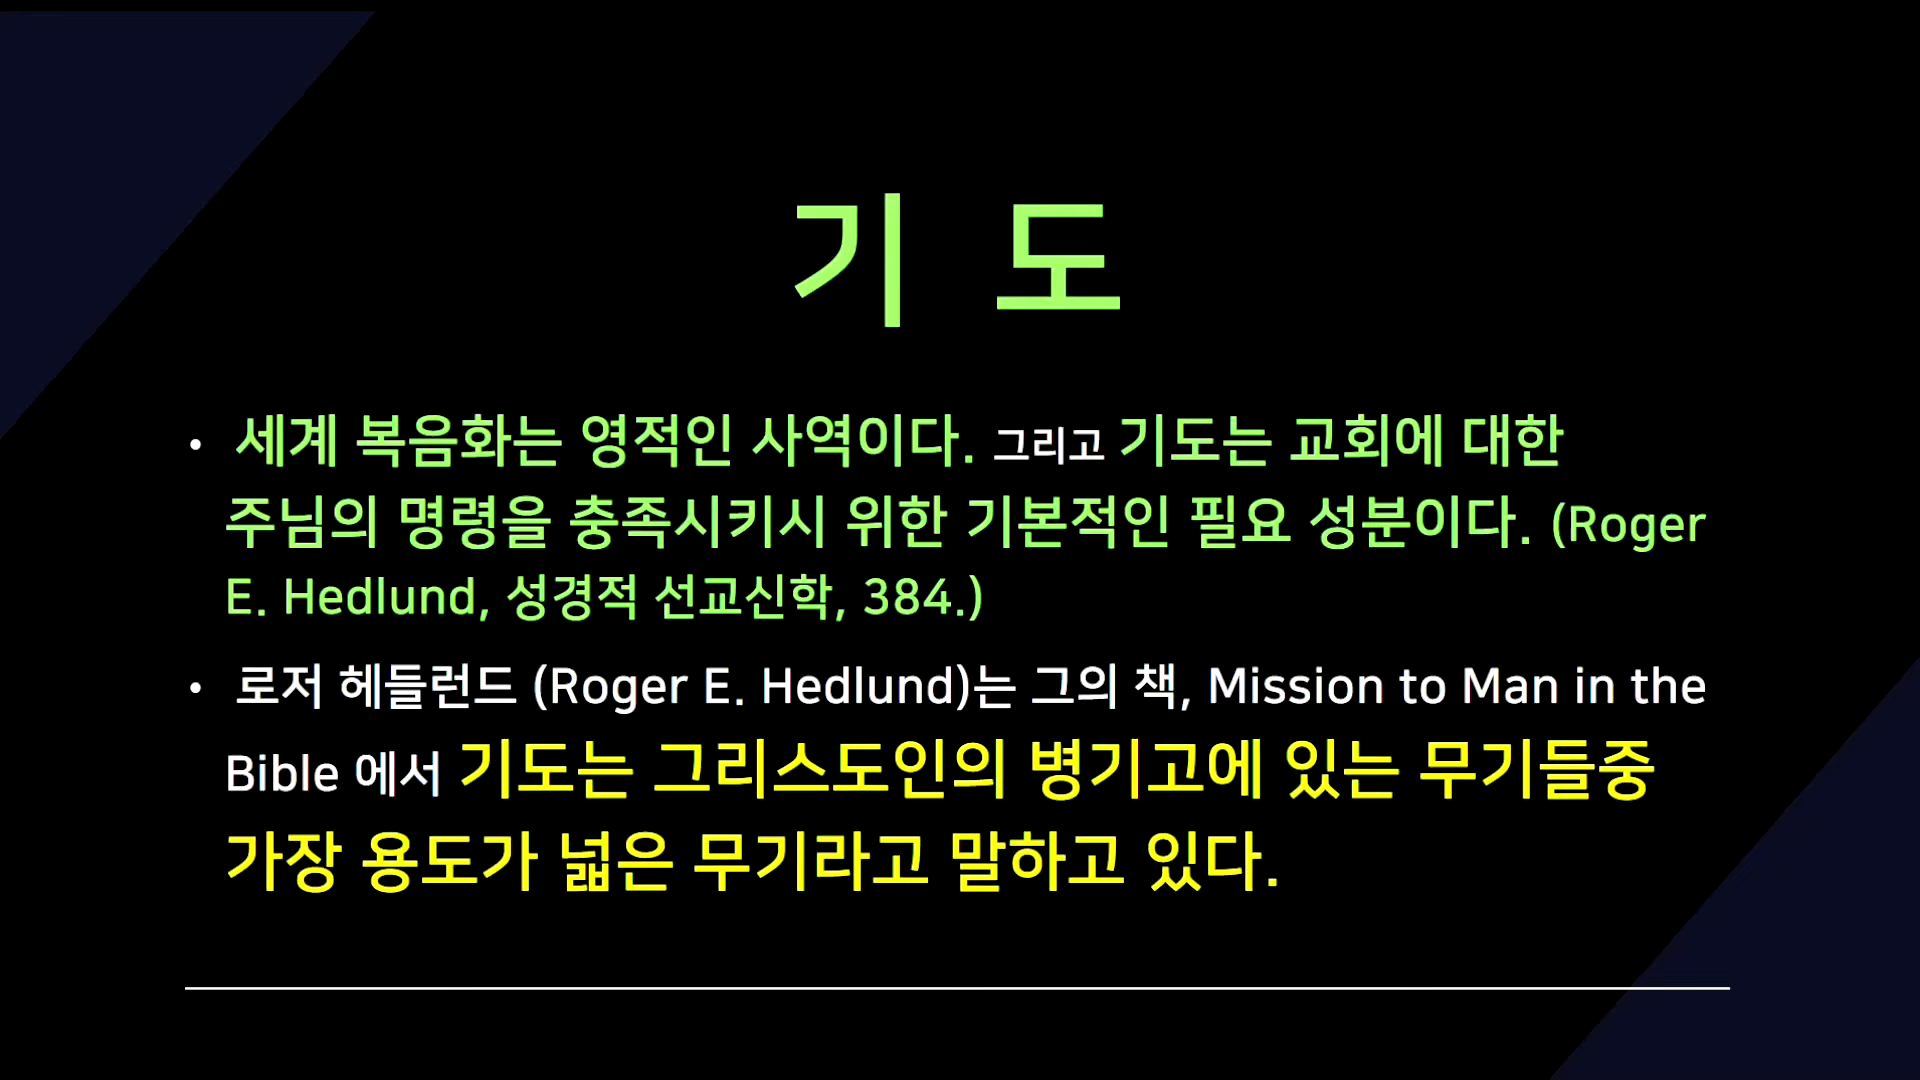 기 도
• 세계 복음화는 영적인 사역이다. 그리고 기도는 교회에 대한
주님의 명령을 충족시키시 위한 기본적인 필요 성분이다. (Roger
E. Hedlund, 성경적 선교신학, 384.)
• 로저 헤들런드 (Roger E. Hedlund)는 그의 책, Mission to Man in the
Bible 에서 기도는 그리스도인의 병기고에 있는 무기들중
가장 용도가 넓은 무기라고 말하고 있다.